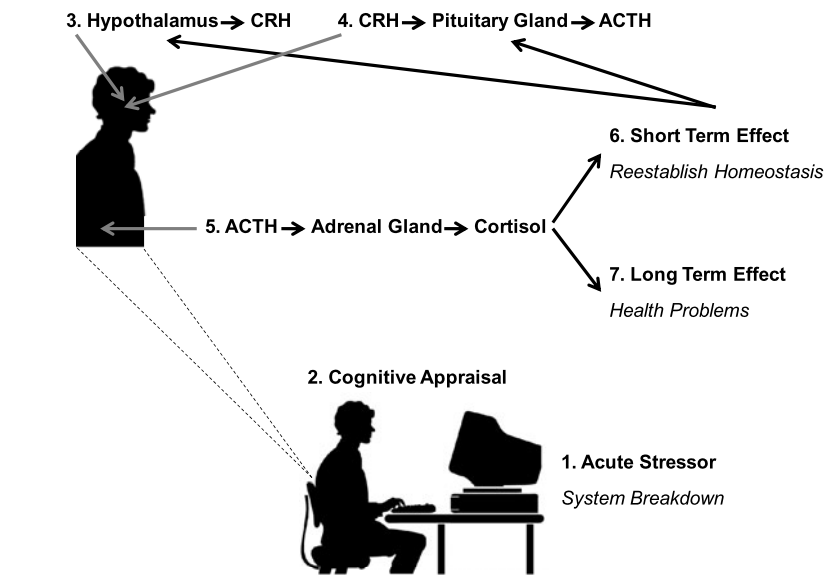 3. Hypothalamus → CRH
4. CRH → Pituitary Gland → ACTH
6. Short Term Effect
Reestablish Homeostasis
5. ACTH → Adrenal Gland → Cortisol
7. Long Term Effect
Health Problems
2. Cognitive Appraisal
1. Acute Stressor
System Breakdown